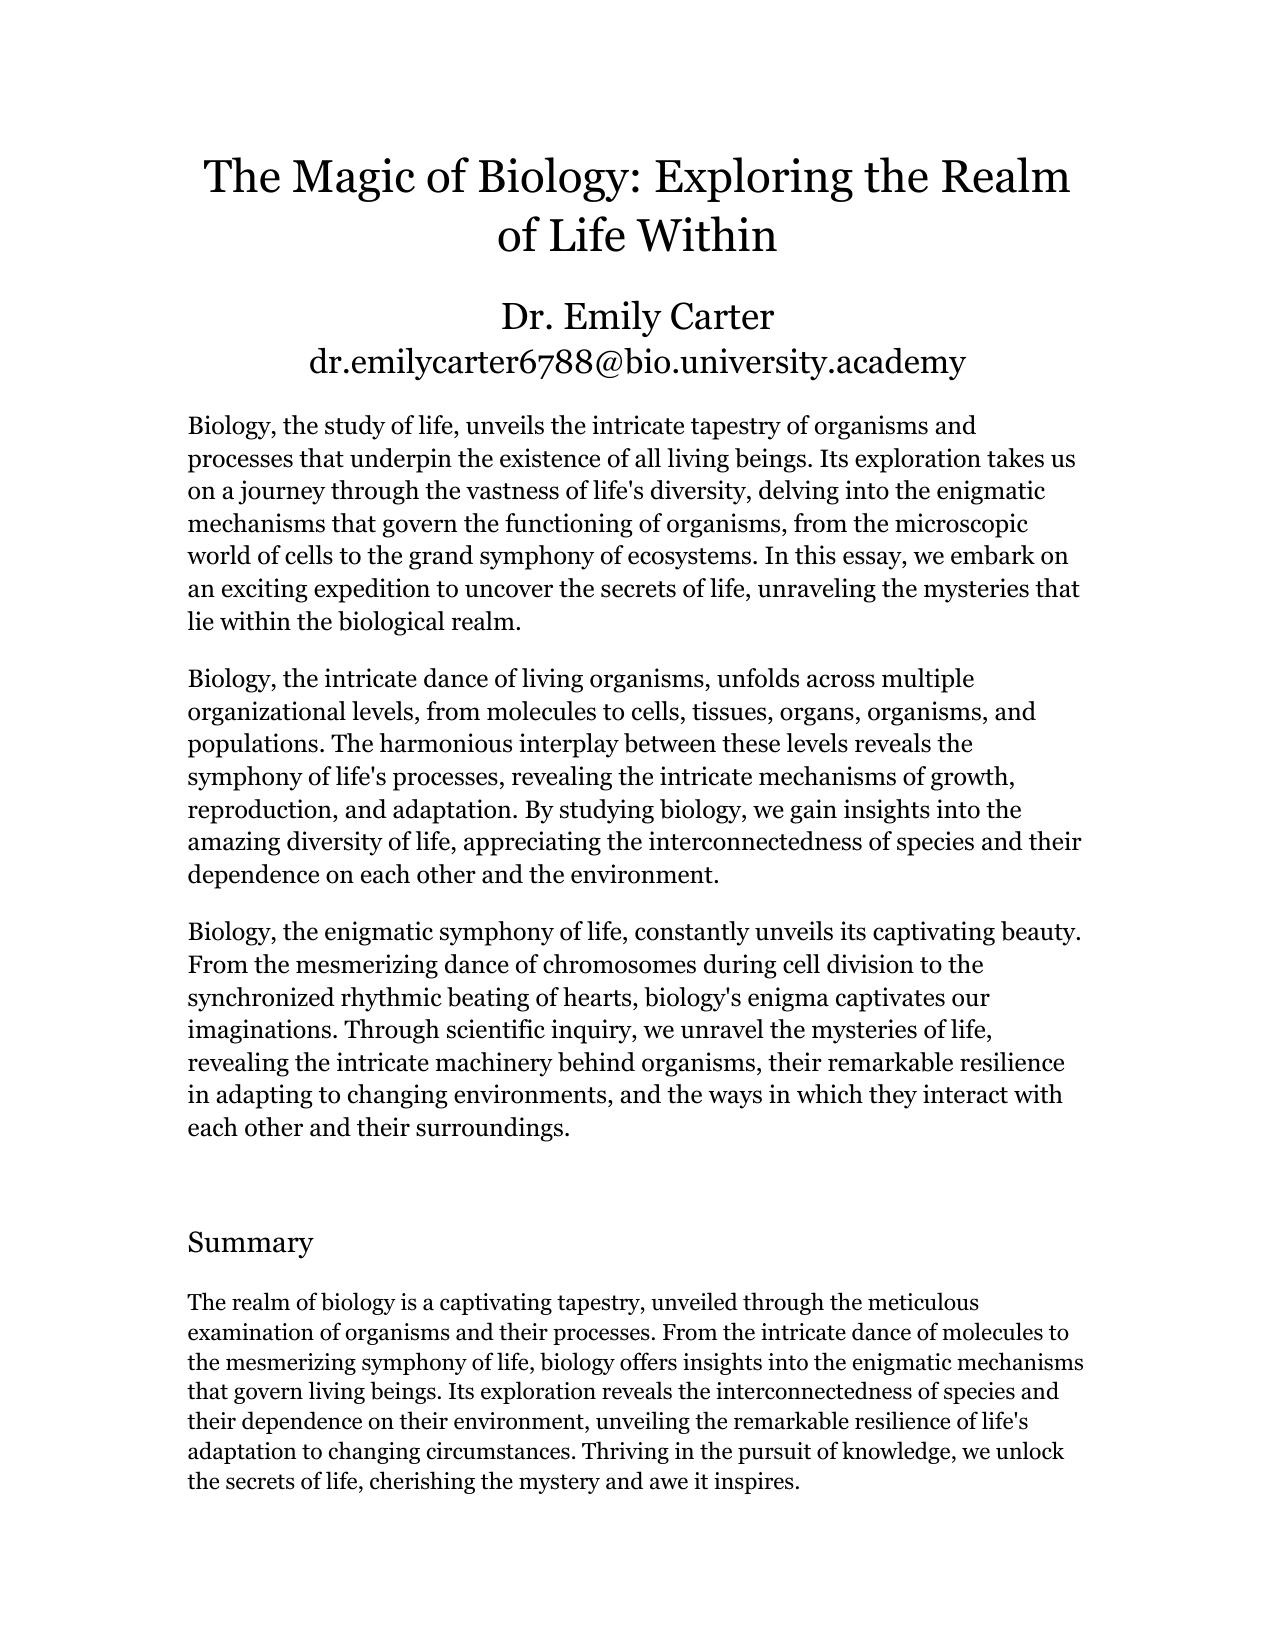 The Magic of Biology: Exploring the Realm
of Life Within
Dr. Emily Carter
dr.emilycarter6788@bio.university.academy
Biology, the study of life, unveils the intricate tapestry of organisms and
processes that underpin the existence of all living beings. Its exploration takes us
on a journey through the vastness of life's diversity, delving into the enigmatic
mechanisms that govern the functioning of organisms, from the microscopic
world of cells to the grand symphony of ecosystems. In this essay, we embark on
an exciting expedition to uncover the secrets of life, unraveling the mysteries that
lie within the biological realm.
Biology, the intricate dance of living organisms, unfolds across multiple
organizational levels, from molecules to cells, tissues, organs, organisms, and
populations. The harmonious interplay between these levels reveals the
symphony of life's processes, revealing the intricate mechanisms of growth,
reproduction, and adaptation. By studying biology, we gain insights into the
amazing diversity of life, appreciating the interconnectedness of species and their
dependence on each other and the environment.
Biology, the enigmatic symphony of life, constantly unveils its captivating beauty.
From the mesmerizing dance of chromosomes during cell division to the
synchronized rhythmic beating of hearts, biology's enigma captivates our
imaginations. Through scientific inquiry, we unravel the mysteries of life,
revealing the intricate machinery behind organisms, their remarkable resilience
in adapting to changing environments, and the ways in which they interact with
each other and their surroundings.
Summary
The realm of biology is a captivating tapestry, unveiled through the meticulous
examination of organisms and their processes. From the intricate dance of molecules to
the mesmerizing symphony of life, biology offers insights into the enigmatic mechanisms
that govern living beings. Its exploration reveals the interconnectedness of species and
their dependence on their environment, unveiling the remarkable resilience of life's
adaptation to changing circumstances. Thriving in the pursuit of knowledge, we unlock
the secrets of life, cherishing the mystery and awe it inspires.